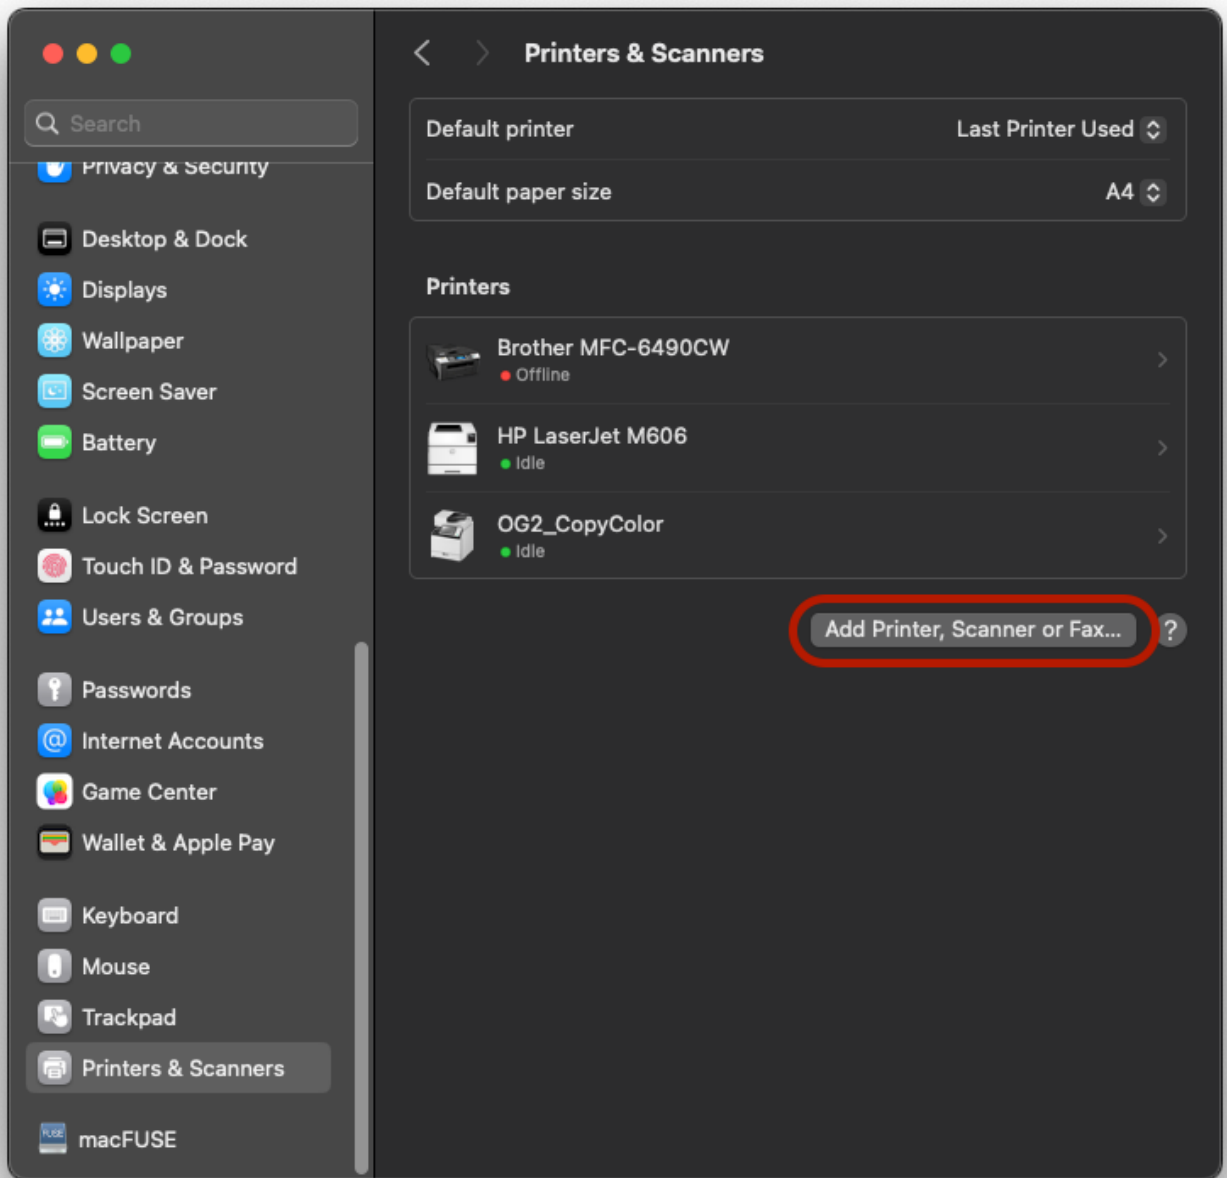 Search
Privacy & Security
Desktop & Dock
Displays
Wallpaper
Screen Saver
Battery
Lock Screen
Touch ID & Password
Users & Groups
Passwords
Internet Accounts
Game Center
Wallet & Apple Pay
Keyboard
Mouse
Trackpad
Printers & Scanners
FUSE
macFUSE
Printers & Scanners
Default printer Last Printer Used
Default paper size A4
Printers
Brother MFC-6490CW
Offline
HP LaserJet M606
Idle
OG2_CopyColor
Idle
Add Printer, Scanner or Fax... ?